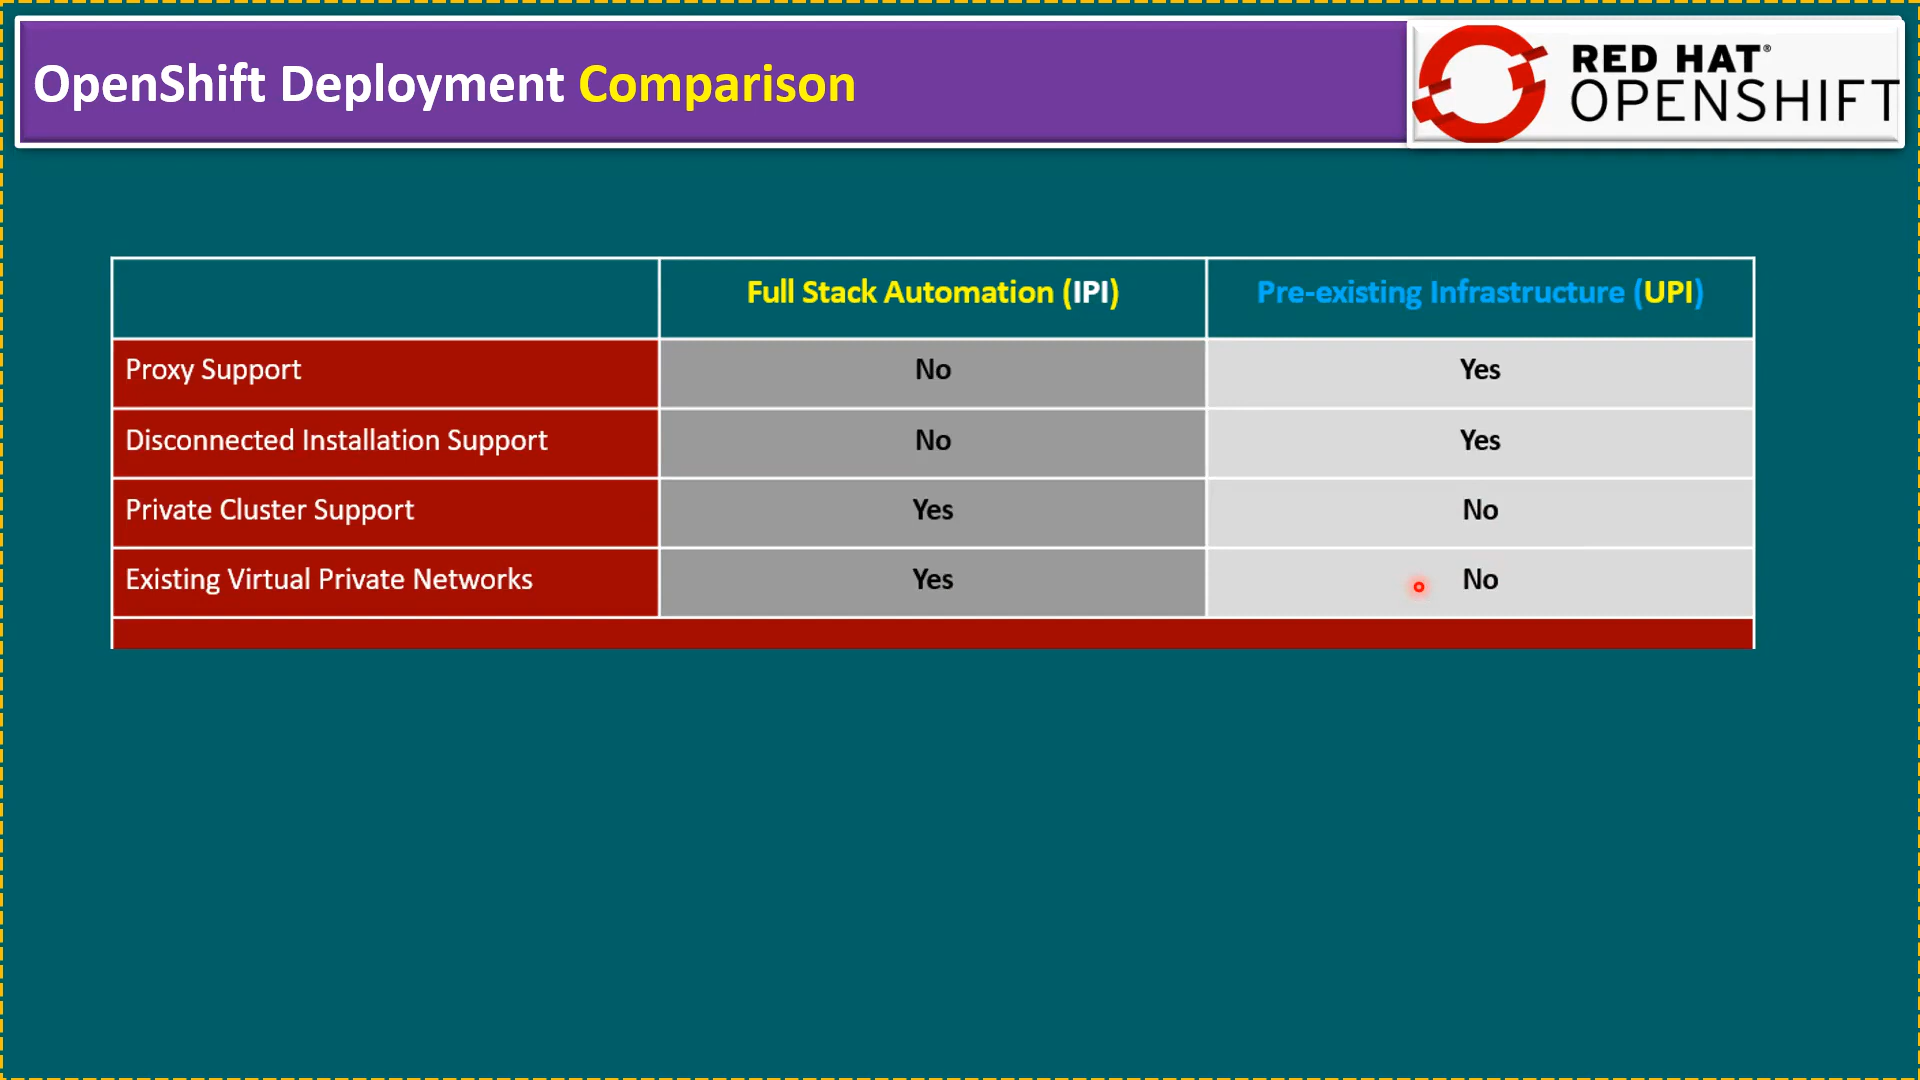 OpenShift Deployment Comparison
RED HAT®
OPENSHIFT
Full Stack Automation (IPI) Pre-existing Infrastructure (UPI)
Proxy Support No Yes
Disconnected Installation Support No Yes
Private Cluster Support Yes No
Existing Virtual Private Networks Yes No